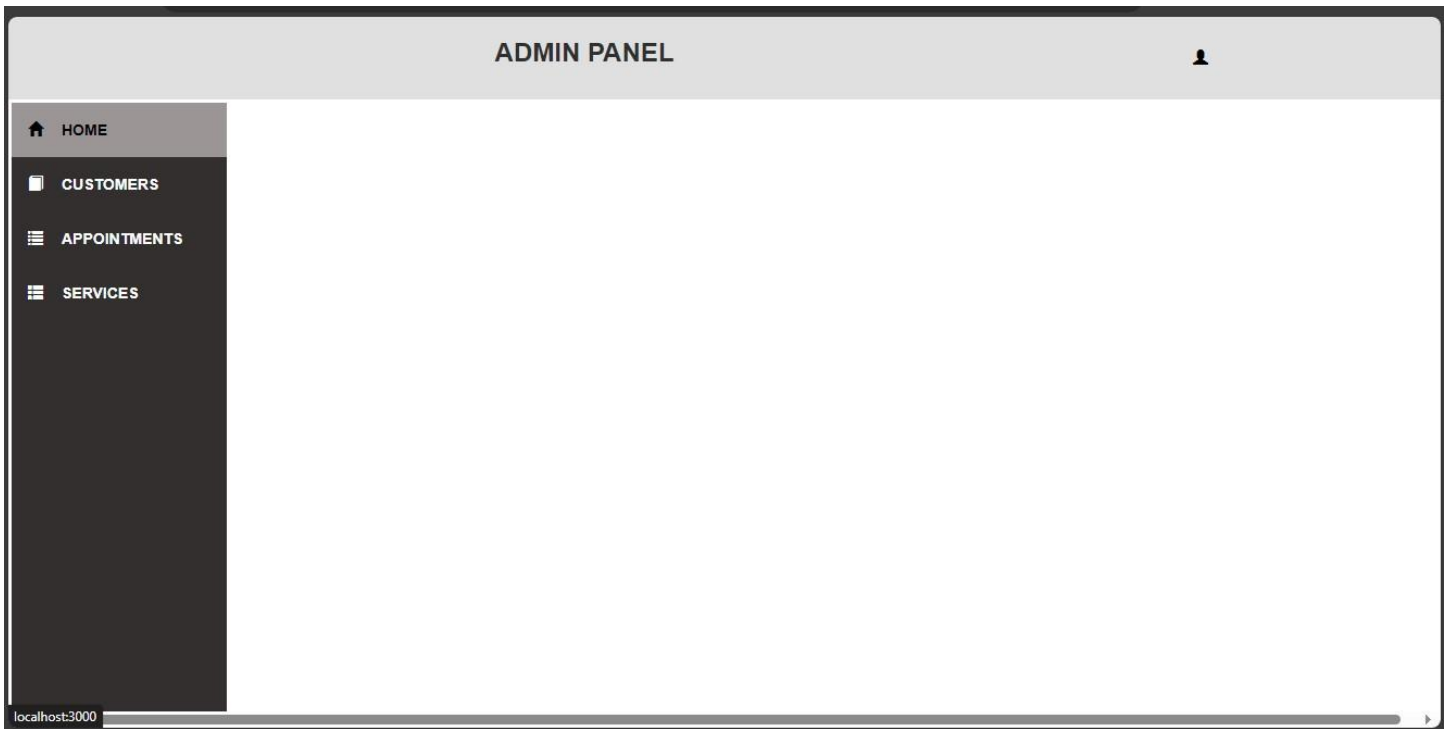 ADMIN PANEL
HOME
CUSTOMERS
APPOINTMENTS
SERVICES
localhost:3000